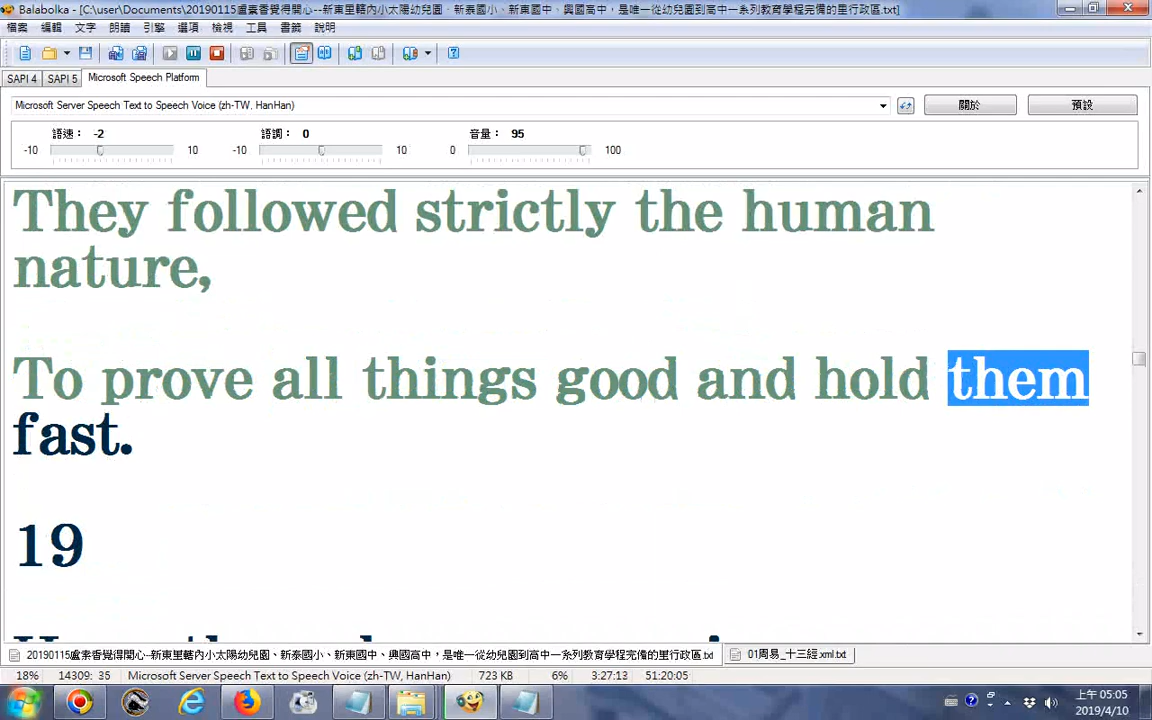 Balabolka - [C:\user\Documents\20190115盧素香覺得開心--新東里轄內小太陽幼兒園、新泰國小、新東國中、興國高中，是唯一從幼兒園到高中一系列教育學程完備的里行政區.txt]
檔案 編輯 文字 朗讀 引擎 選項 檢視 工具 書籤 說明
SAPI 4 SAPI 5 Microsoft Speech Platform
Microsoft Server Speech Text to Speech Voice (zh-TW, HanHan) 關於 預設
語速： -2 語調： 0 音量： 95
-10 10 -10 10 0 100
They followed strictly the human
nature,
To prove all things good and hold them
fast.
19
20190115盧素香覺得開心--新東里轄內小太陽幼兒園、新泰國小、新東國中、興國高中，是唯一從幼兒園到高中一系列教育學程完備的里行政區.txt 01周易_十三經.xml.txt
18% 14309: 35 Microsoft Server Speech Text to Speech Voice (zh-TW, HanHan) 723 KB 6% 3:27:13 51:20:05
上午 05:05
2019/4/10